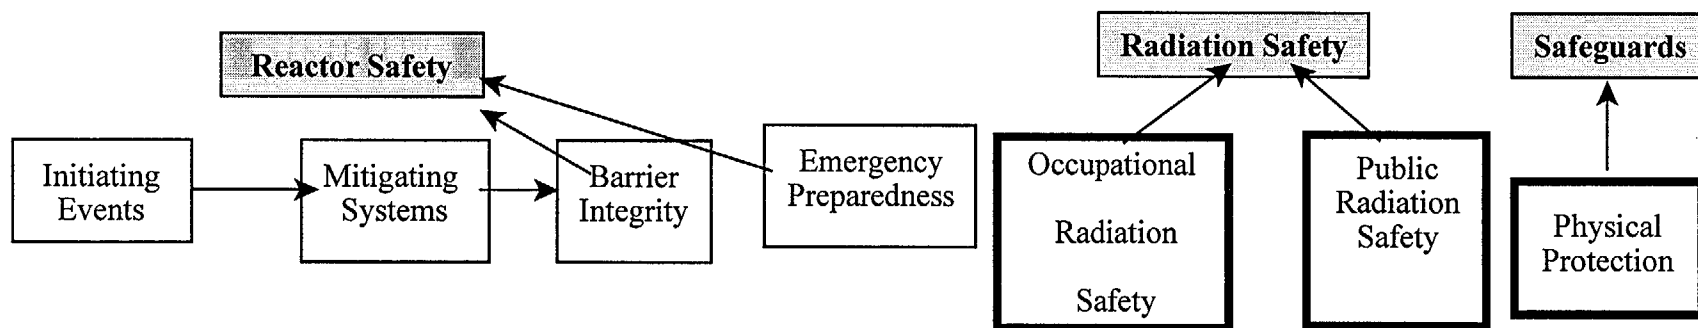 Reactor Safety
Radiation Safety
Safeguards
Initiating
Events
Mitigating
Systems
Barrier
Integrity
Emergency
Preparedness
Occupational
Radiation
Safety
Public
Radiation
Safety
Physical
Protection